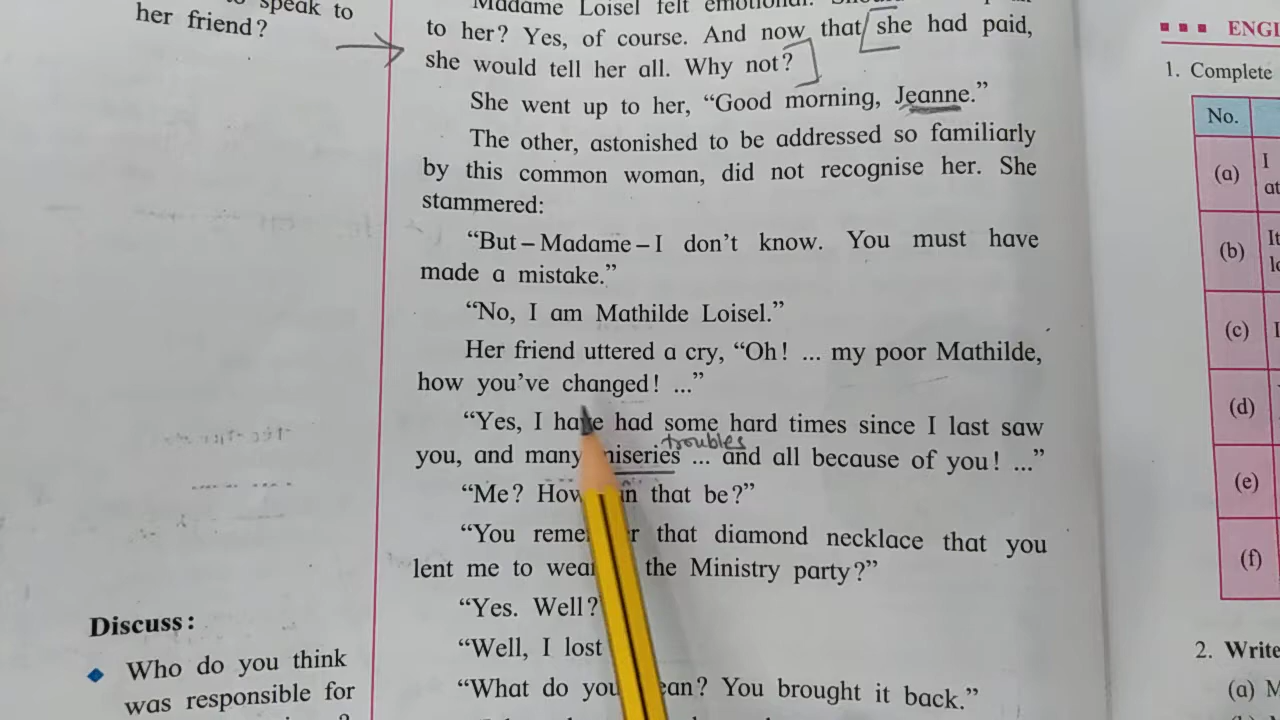 speak to
her friend?
Madame Loisel felt emotional.
to her? Yes, of course. And now that she had paid,
she would tell her all. Why not?
She went up to her, “Good morning, Jeanne.”
The other, astonished to be addressed so familiarly
by this common woman, did not recognise her. She
stammered:
“But – Madame – I don’t know. You must have
made a mistake.”
“No, I am Mathilde Loisel.”
Her friend uttered a cry, “Oh! ... my poor Mathilde,
how you’ve changed! ...”
“Yes, I have had some hard times since I last saw
troubles
you, and many miseries ... and all because of you! ...”
“Me? How that be?”
“You that diamond necklace that you
lent me to wear the Ministry party?”
“Yes. Well?
“Well, I lost
“What do you You brought it back.”
Discuss:
Who do you think
was responsible for
ENGL
1. Complete
No.
(a) I
at
(b) It
(c)
(d)
(e)
(f)
2. Write
(a) M